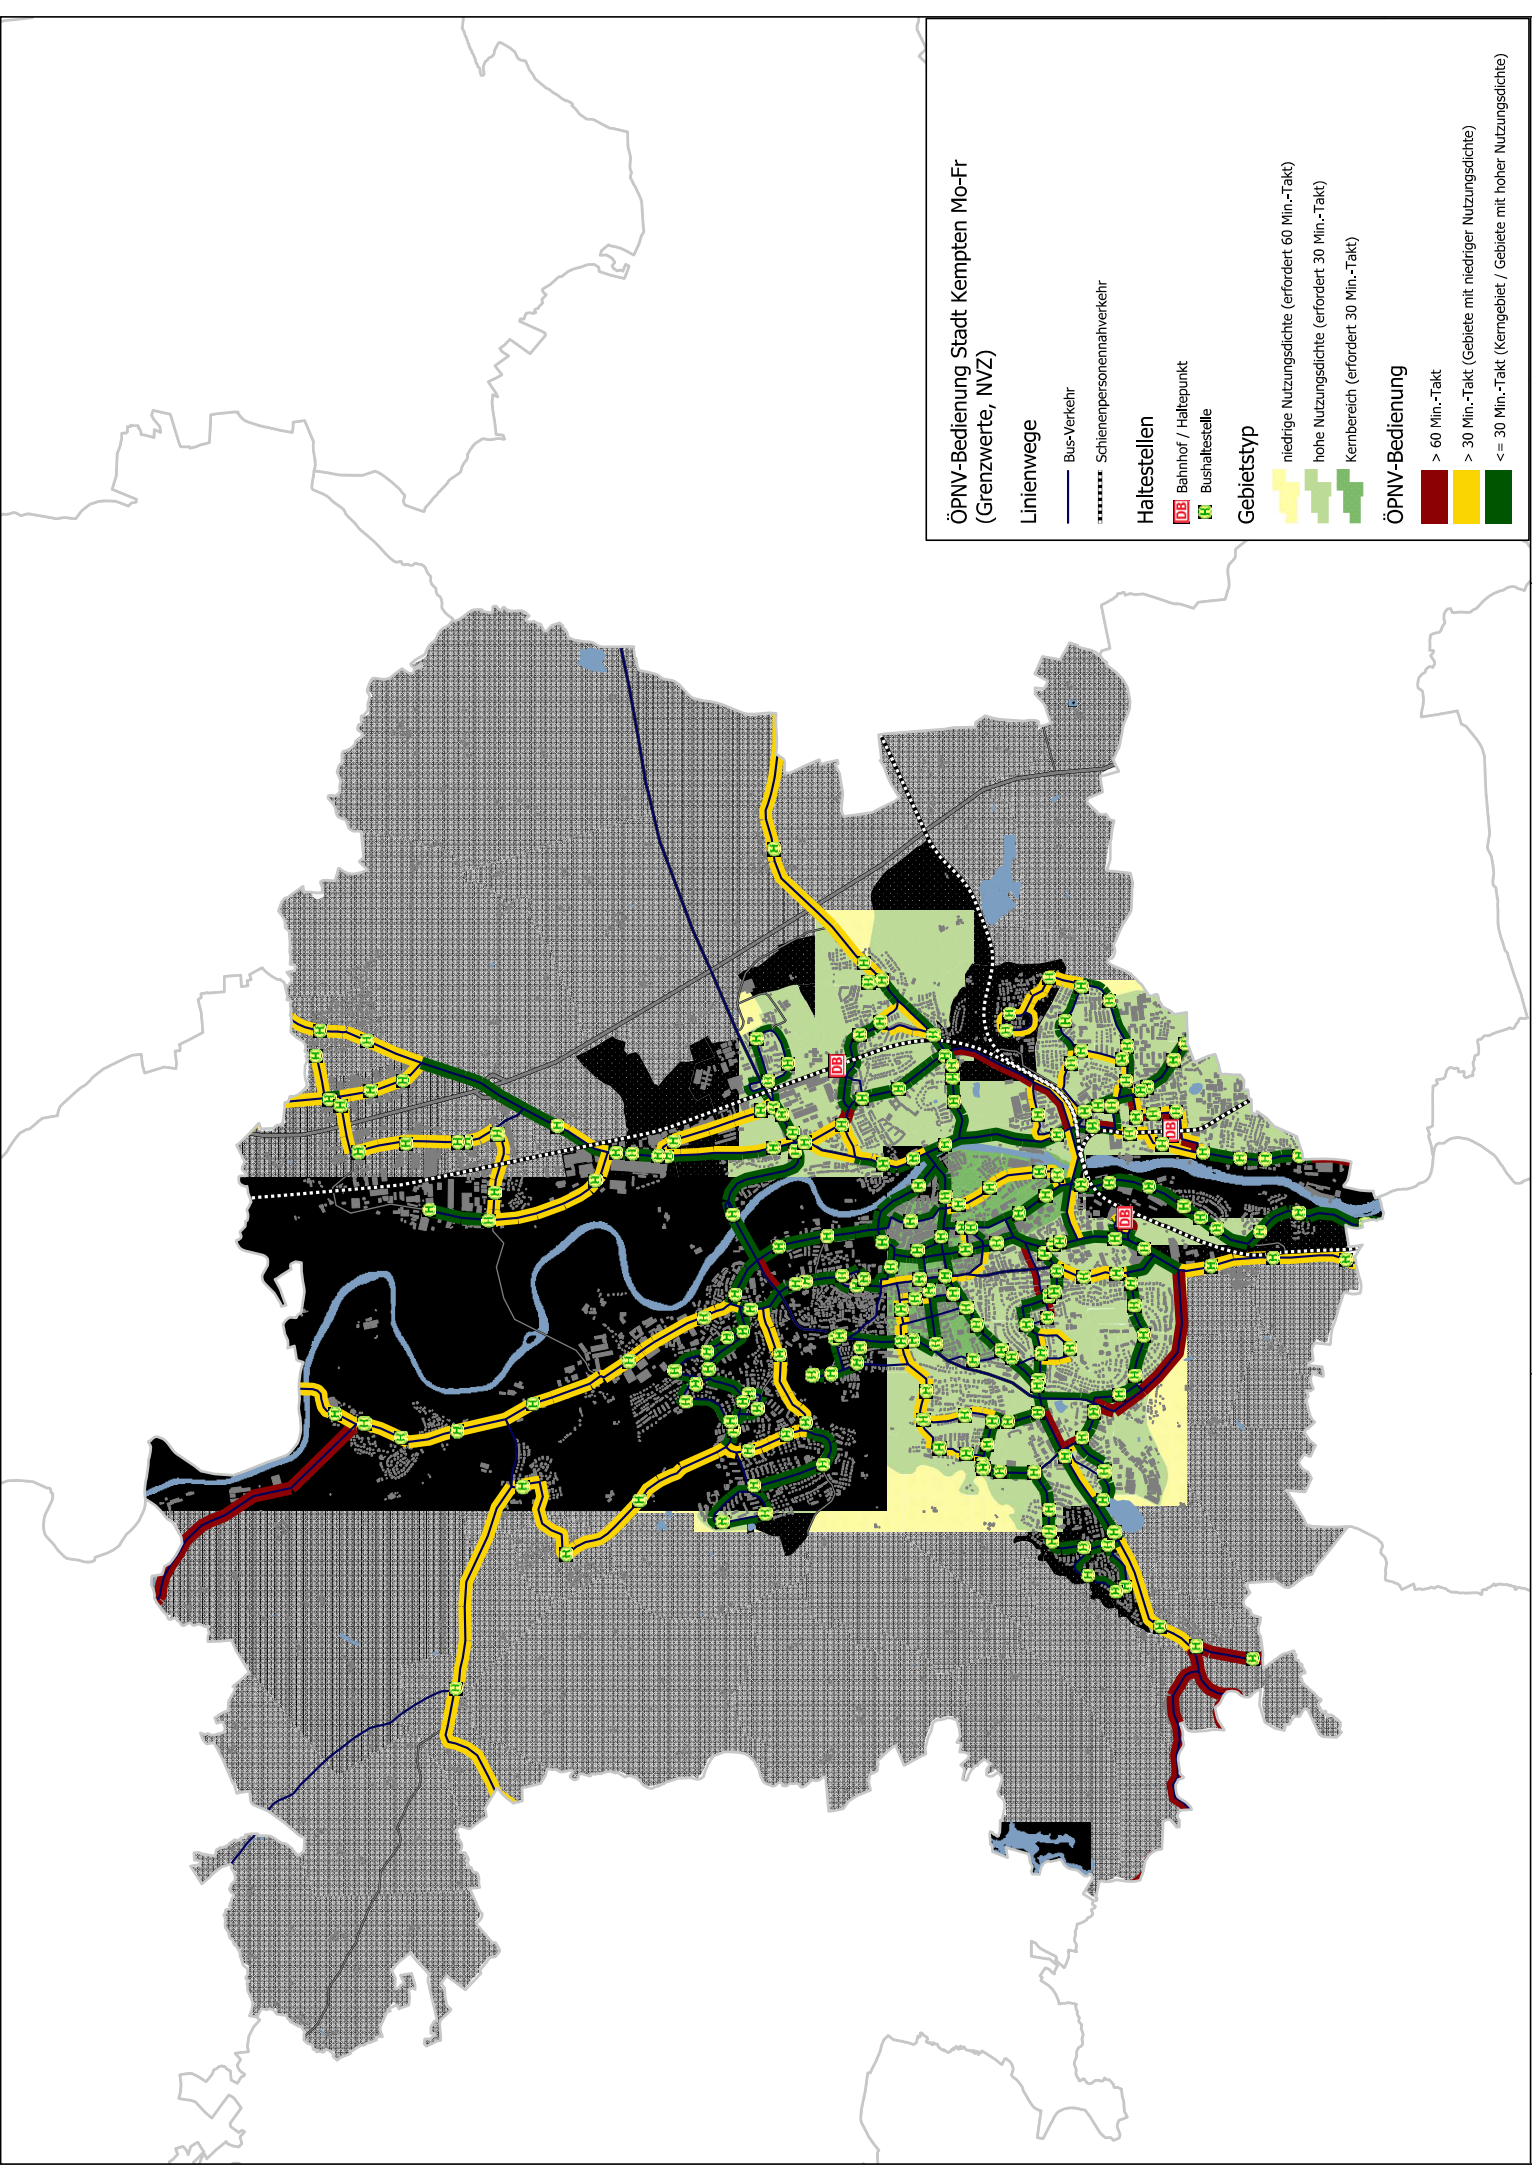 ÖPNV-Bedienung Stadt Kempten Mo-Fr
(Grenzwerte, NVZ)
Linienwege
Bus-Verkehr
Schienenpersonennahverkehr
Haltestellen
DB Bahnhof / Haltepunkt
H Bushaltestelle
Gebietstyp
niedrige Nutzungsdichte (erfordert 60 Min.-Takt)
hohe Nutzungsdichte (erfordert 30 Min.-Takt)
Kernbereich (erfordert 30 Min.-Takt)
ÖPNV-Bedienung
> 60 Min.-Takt
> 30 Min.-Takt (Gebiete mit niedriger Nutzungsdichte)
<= 30 Min.-Takt (Kerngebiet / Gebiete mit hoher Nutzungsdichte)
DB
DB
DB